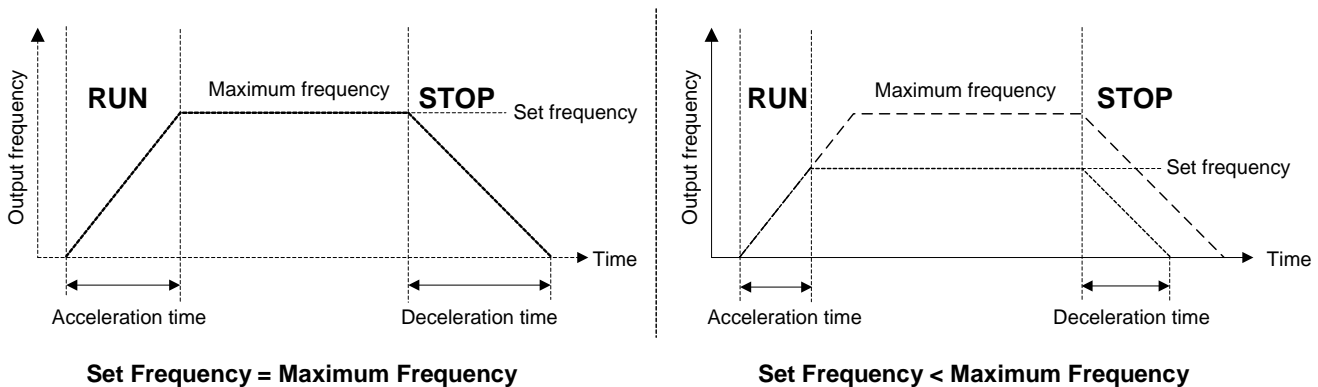 Output frequency
RUN
Maximum frequency
STOP
Set frequency
Time
Acceleration time
Deceleration time
Set Frequency = Maximum Frequency
Output frequency
RUN
Maximum frequency
STOP
Set frequency
Time
Acceleration time
Deceleration time
Set Frequency < Maximum Frequency